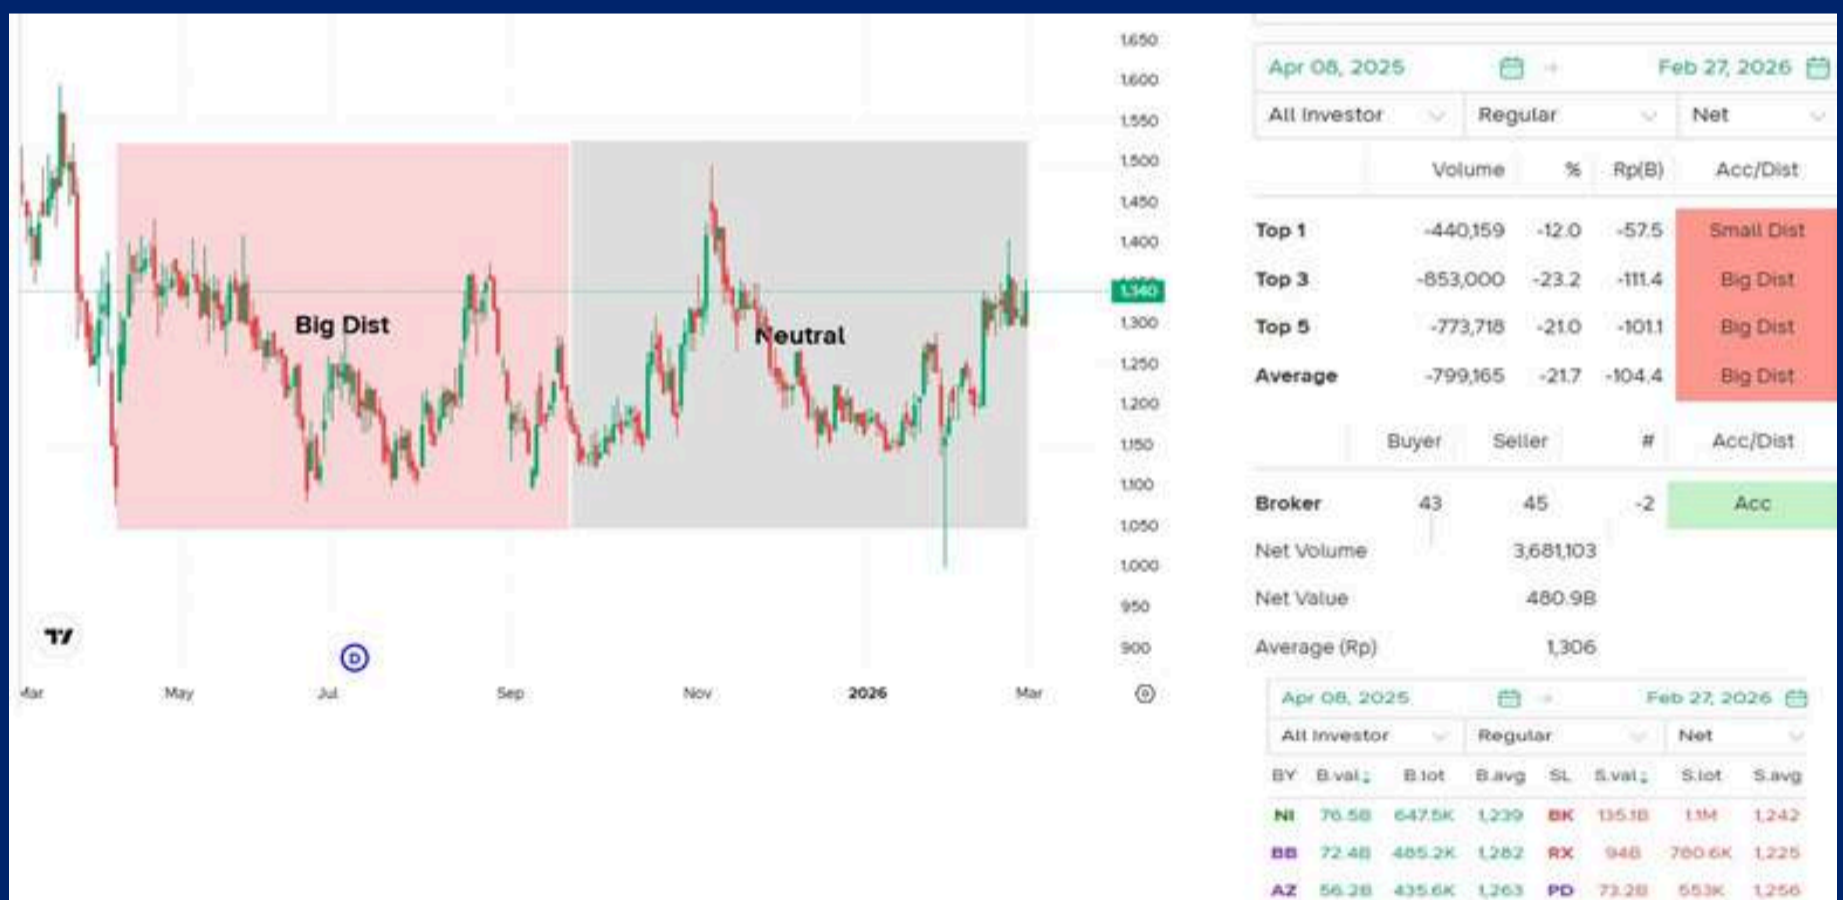 1,650
1,600
1,550
1,500
1,450
1,400
1,340
1,300
1,250
1,200
1,150
1,100
1,050
1,000
950
900
Big Dist
Neutral
D
Mar May Jul Sep Nov 2026 Mar
Apr 08, 2025 → Feb 27, 2026
All Investor Regular Net
Volume % Rp(B) Acc/Dist
Top 1 -440,159 -12.0 -57.5 Small Dist
Top 3 -853,000 -23.2 -111.4 Big Dist
Top 5 -773,718 -21.0 -101.1 Big Dist
Average -799,165 -21.7 -104.4 Big Dist
Buyer Seller # Acc/Dist
Broker 43 45 -2 Acc
Net Volume 3,681,103
Net Value 480.9B
Average (Rp) 1,306
Apr 08, 2025 → Feb 27, 2026
All Investor Regular Net
BY B.val B.lot B.avg SL S.val S.lot S.avg
NI 76.5B 647.5K 1,239 BK 135.1B 1.1M 1,242
BB 72.4B 485.2K 1,282 RX 94B 780.6K 1,225
AZ 56.2B 435.6K 1,263 PD 73.2B 553K 1,256